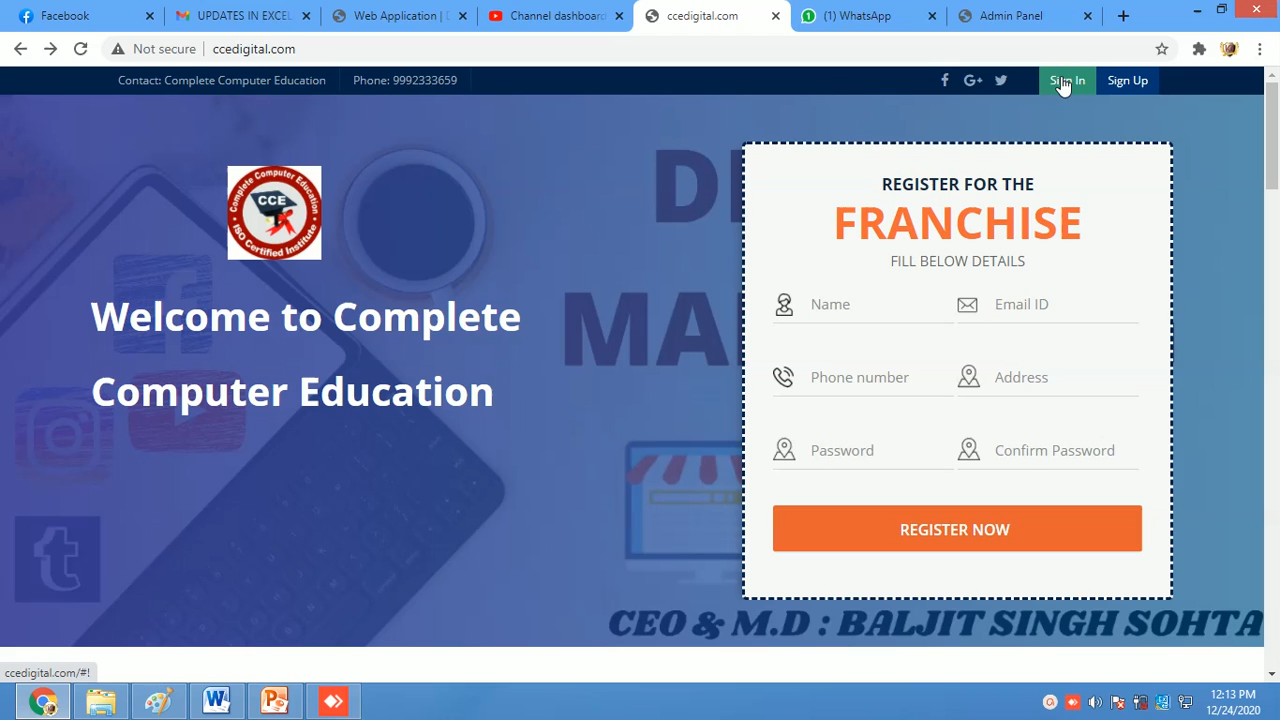 Facebook
UPDATES IN EXCEL
Web Application | D
Channel dashboard
ccedigital.com
(1) WhatsApp
Admin Panel
Not secure
ccedigital.com
Contact: Complete Computer Education
Phone: 9992333659
Sign In
Sign Up
CCE
ISO Certified Institute
Complete Computer Education
Welcome to Complete
Computer Education
REGISTER FOR THE
FRANCHISE
FILL BELOW DETAILS
Name
Email ID
Phone number
Address
Password
Confirm Password
REGISTER NOW
CEO & M.D : BALJIT SINGH SOHTA
ccedigital.com/#!
12:13 PM
12/24/2020